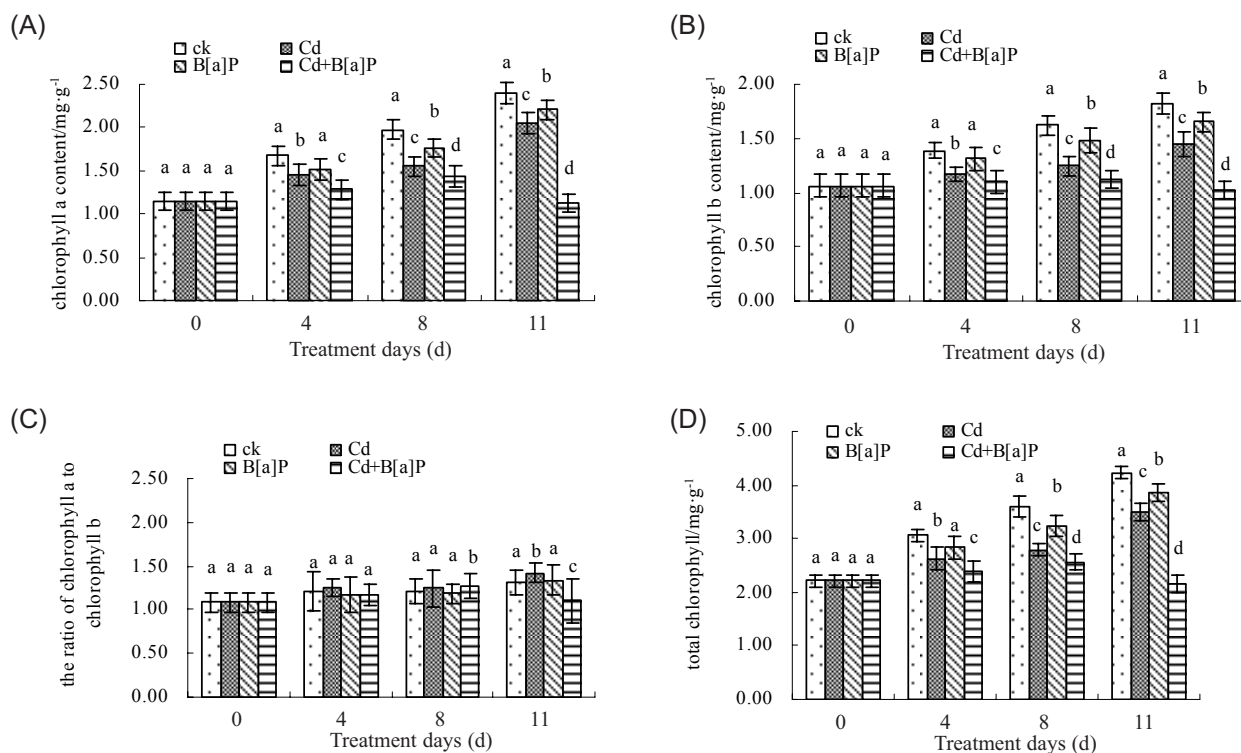 (A)
ck Cd
B[a]P Cd+B[a]P
chlorophyll a content/mg·g-1
2.50
2.00
1.50
1.00
0.50
0.00
a a a a
a b a c
a c b d
a c b d
0 4 8 11
Treatment days (d)
(B)
ck Cd
B[a]P Cd+B[a]P
chlorophyll b content/mg·g-1
2.00
1.50
1.00
0.50
0.00
a a a a
a b a c
a c b d
a c b d
0 4 8 11
Treatment days (d)
(C)
ck Cd
B[a]P Cd+B[a]P
the ratio of chlorophyll a to
chlorophyll b
2.50
2.00
1.50
1.00
0.50
0.00
a a a a
a a a a
a a a b
a b a c
0 4 8 11
Treatment days (d)
(D)
ck Cd
B[a]P Cd+B[a]P
total chlorophyll/mg·g-1
5.00
4.00
3.00
2.00
1.00
0.00
a a a a
a b a c
a c b d
a c b d
0 4 8 11
Treatment days (d)